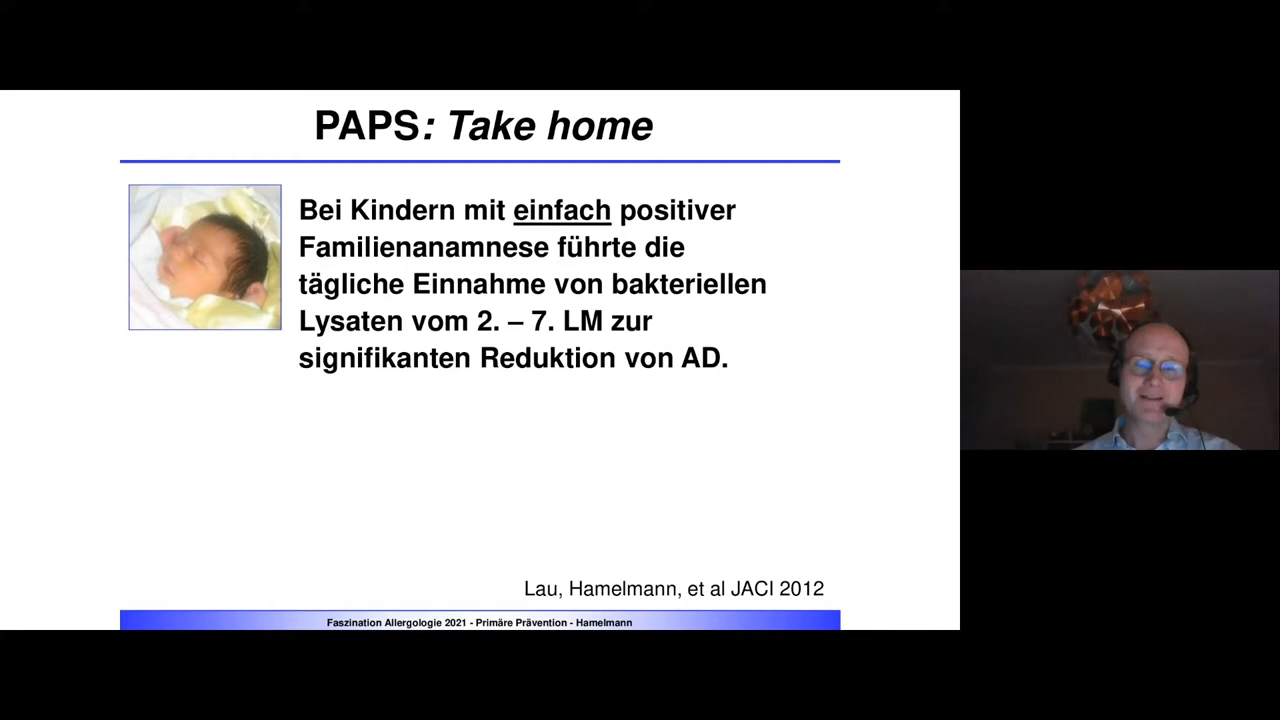 PAPS: Take home
Bei Kindern mit einfach positiver
Familienanamnese führte die
tägliche Einnahme von bakteriellen
Lysaten vom 2. – 7. LM zur
signifikanten Reduktion von AD.
Lau, Hamelmann, et al JACI 2012
Faszination Allergologie 2021 - Primäre Prävention - Hamelmann